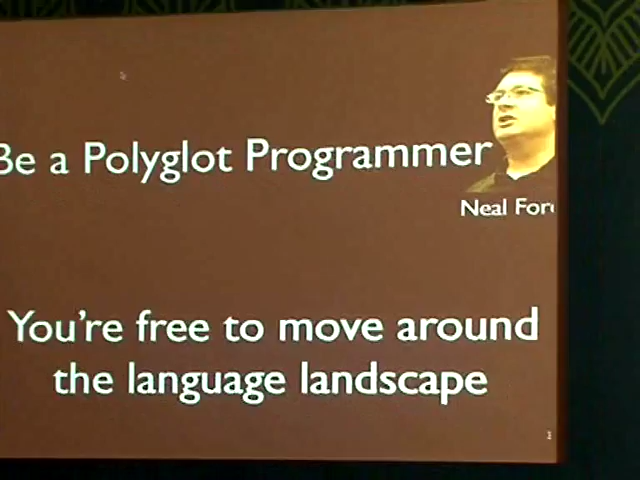 Be a Polyglot Programmer
Neal For
You're free to move around
the language landscape